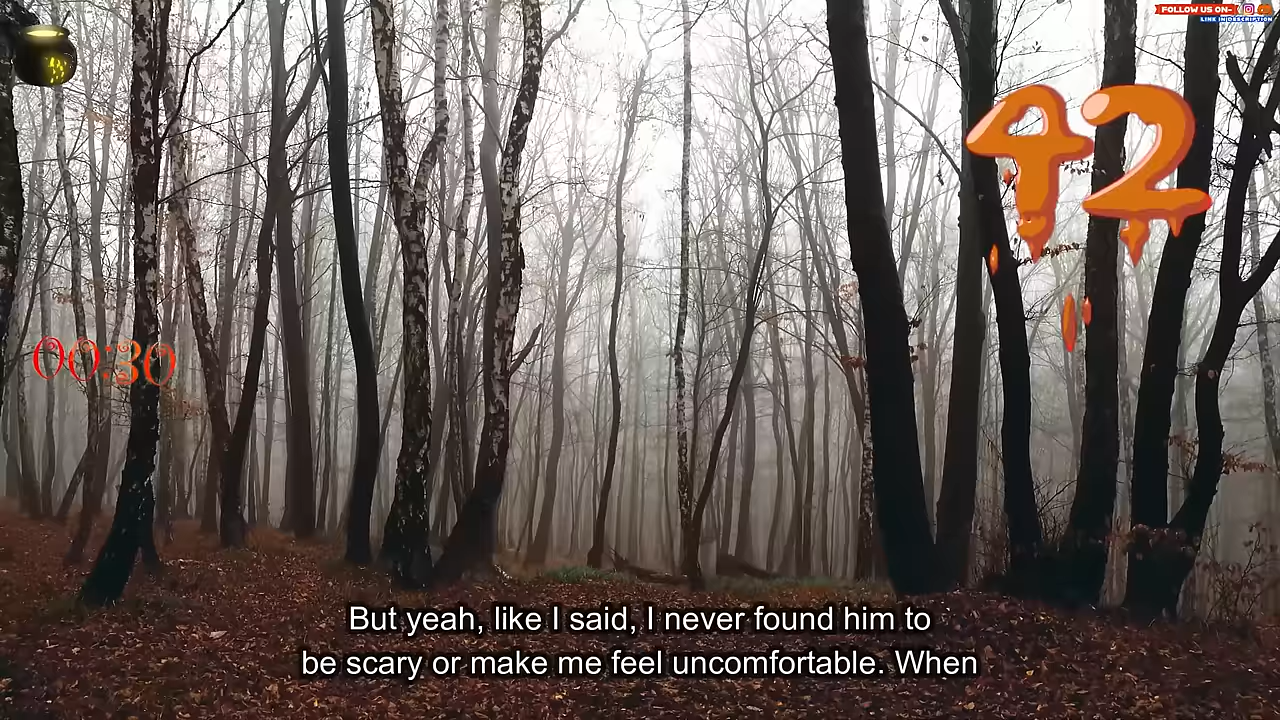 FOLLOW US ON-
LINK IN DESCRIPTION
42
00:30
But yeah, like I said, I never found him to
be scary or make me feel uncomfortable. When